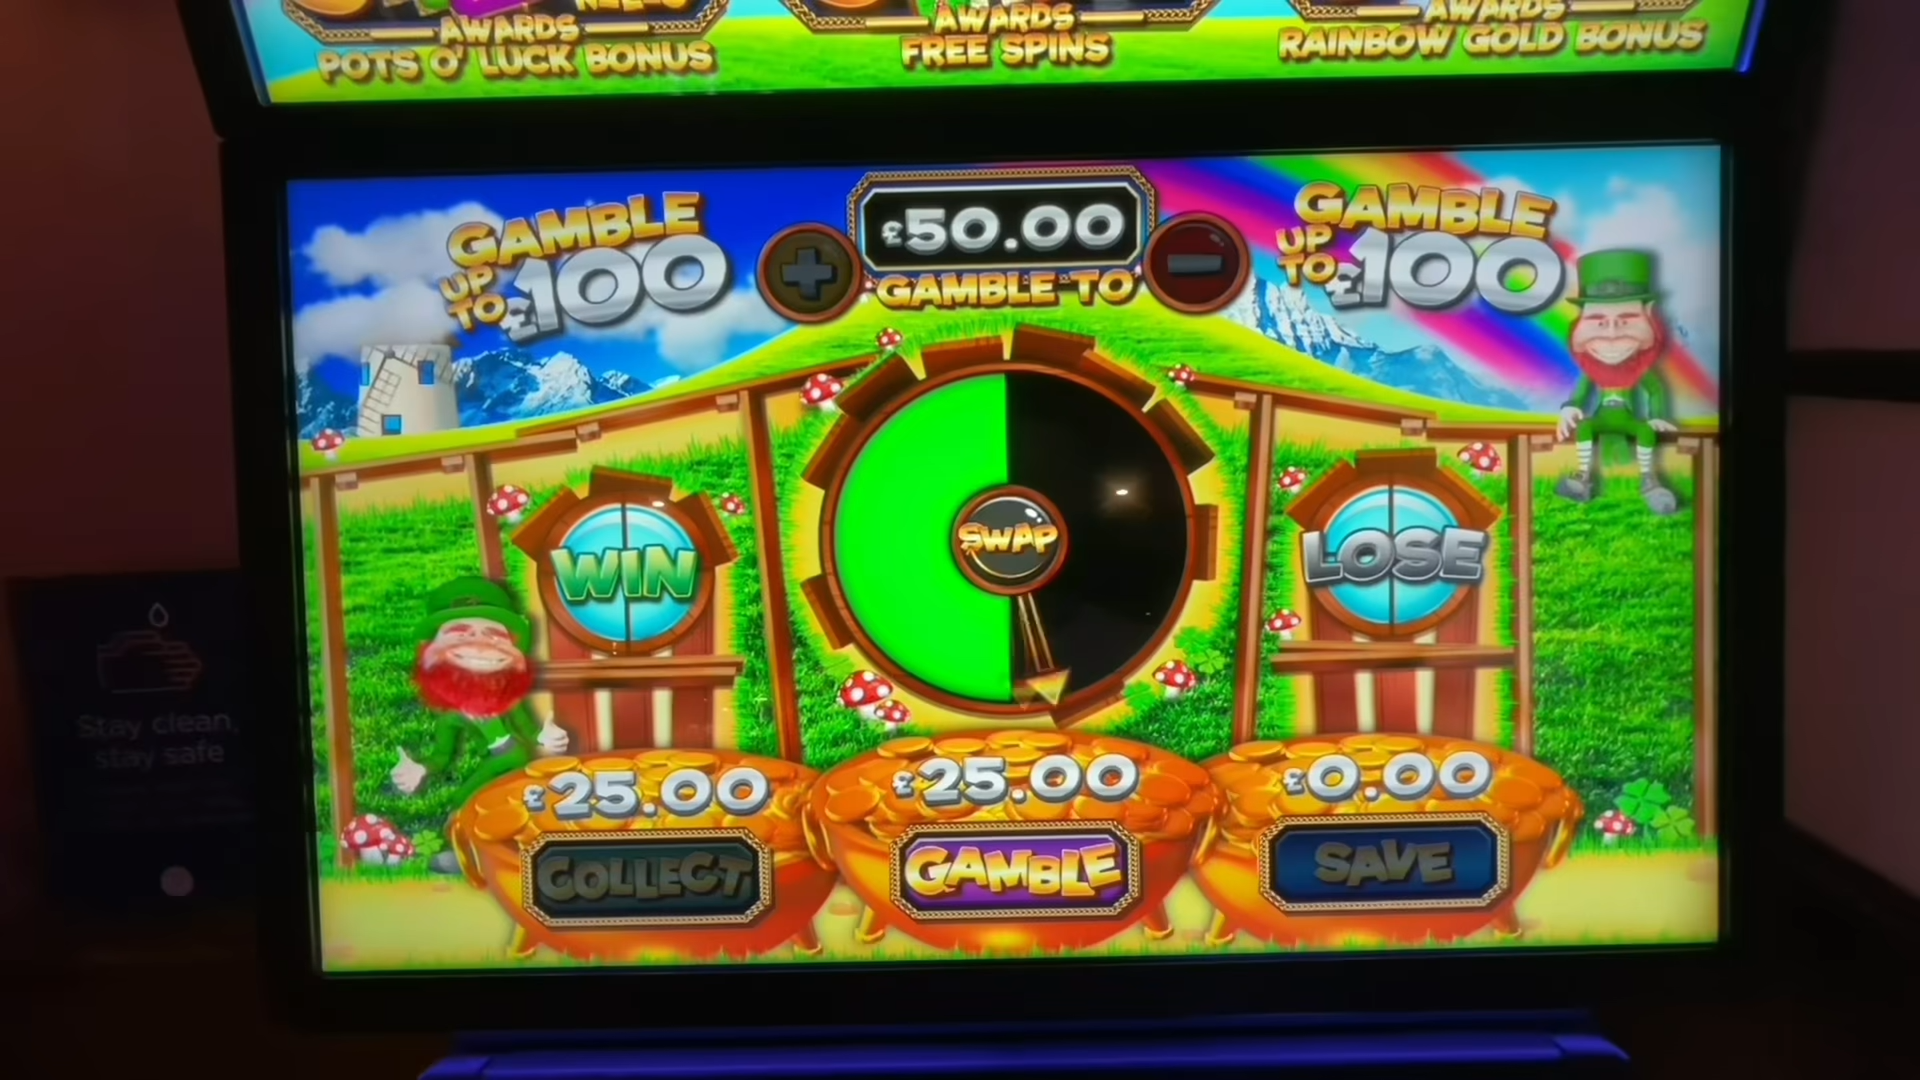 AWARDS
POTS O' LUCK BONUS
AWARDS
FREE SPINS
AWARDS
RAINBOW GOLD BONUS
GAMBLE
UP TO £100
£50.00
GAMBLE TO
GAMBLE
UP TO £100
WIN
SWAP
LOSE
Stay clean,
stay safe
£25.00
£25.00
£0.00
COLLECT
GAMBLE
SAVE